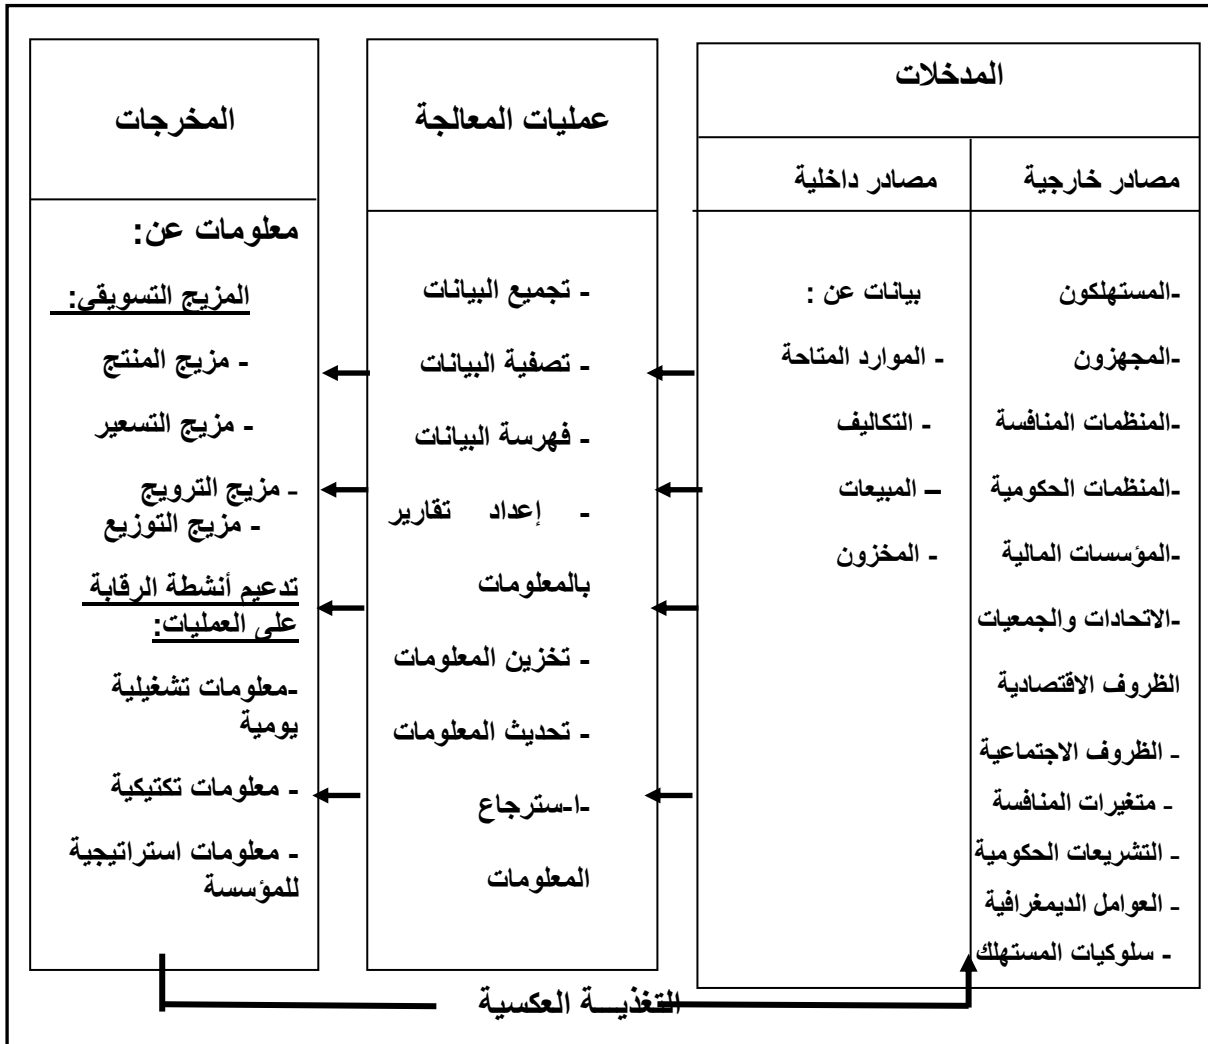 المدخلات
مصادر خارجية
-المستهلكون
-المجهزون
-المنظمات المنافسة
-المنظمات الحكومية
-المؤسسات المالية
-الاتحادات والجمعيات
الظروف الاقتصادية
- الظروف الاجتماعية
- متغيرات المنافسة
- التشريعات الحكومية
- العوامل الديمغرافية
- سلوكيات المستهلك
مصادر داخلية
بيانات عن :
- الموارد المتاحة
- التكاليف
– المبيعات
- المخزون
عمليات المعالجة
- تجميع البيانات
- تصفية البيانات
- فهرسة البيانات
- إعداد تقارير
بالمعلومات
- تخزين المعلومات
- تحديث المعلومات
-ا-سترجاع
المعلومات
المخرجات
معلومات عن:
المزيج التسويقي:
- مزيج المنتج
- مزيج التسعير
- مزيج الترويج
- مزيج التوزيع
تدعيم أنشطة الرقابة
على العمليات:
-معلومات تشغيلية
يومية
- معلومات تكتيكية
- معلومات استراتيجية
للمؤسسة
التغذيـــة العكسية